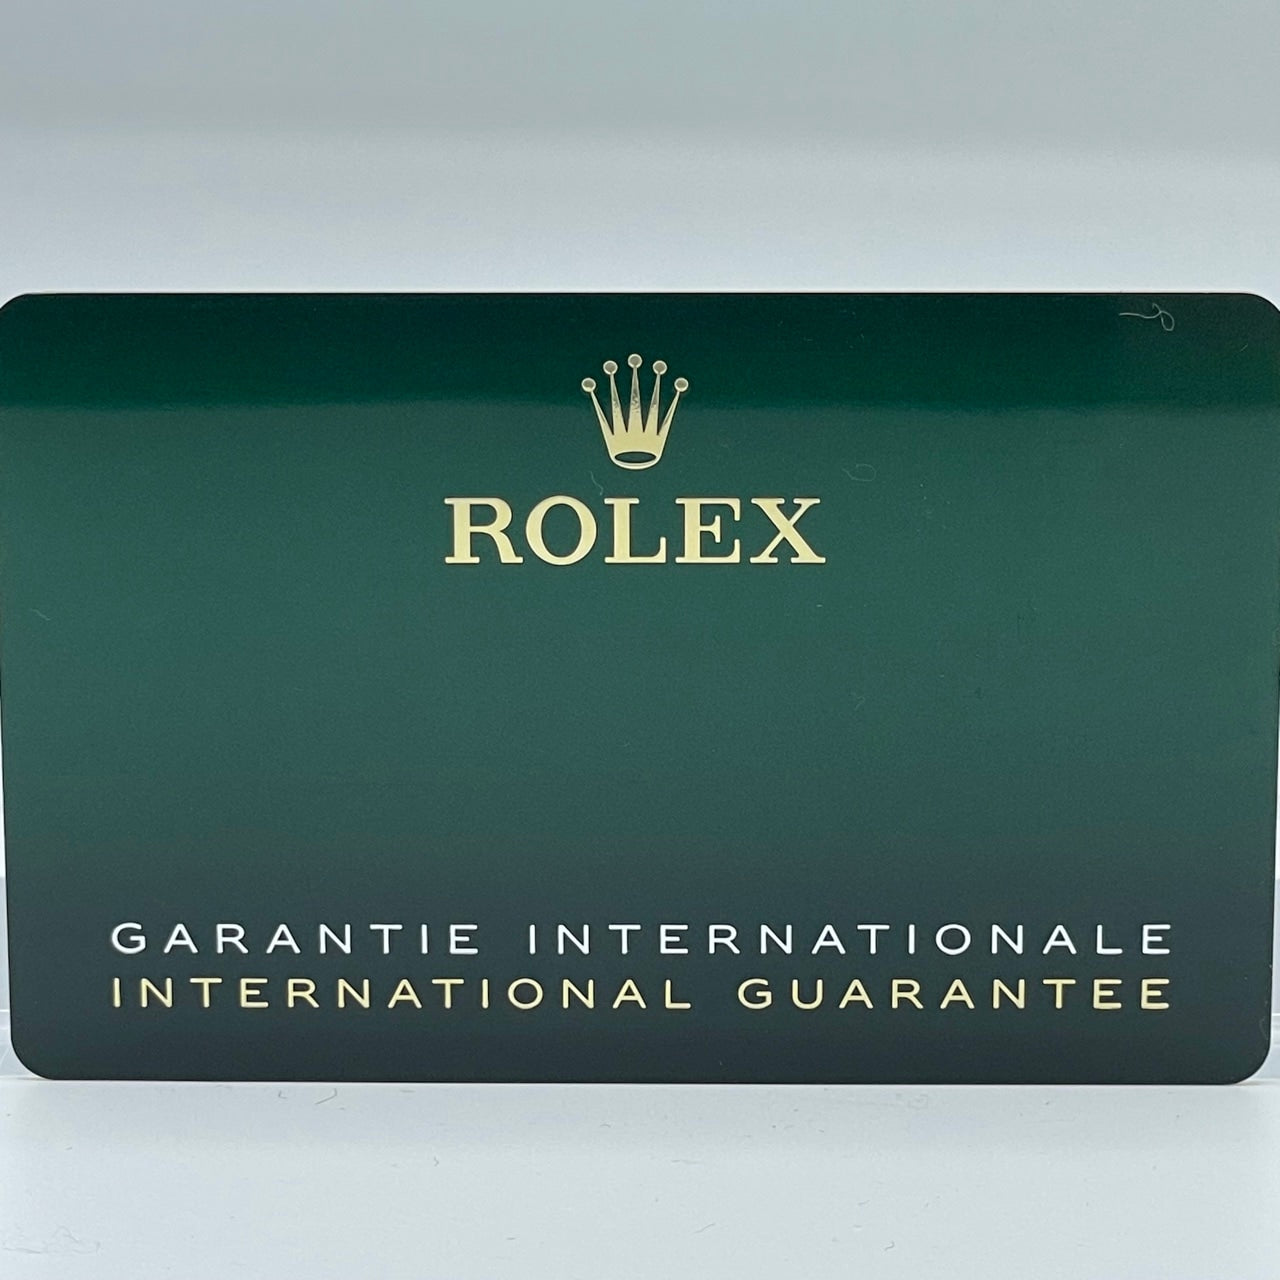 ROLEX
GARANTIE INTERNATIONALE
INTERNATIONAL GUARANTEE